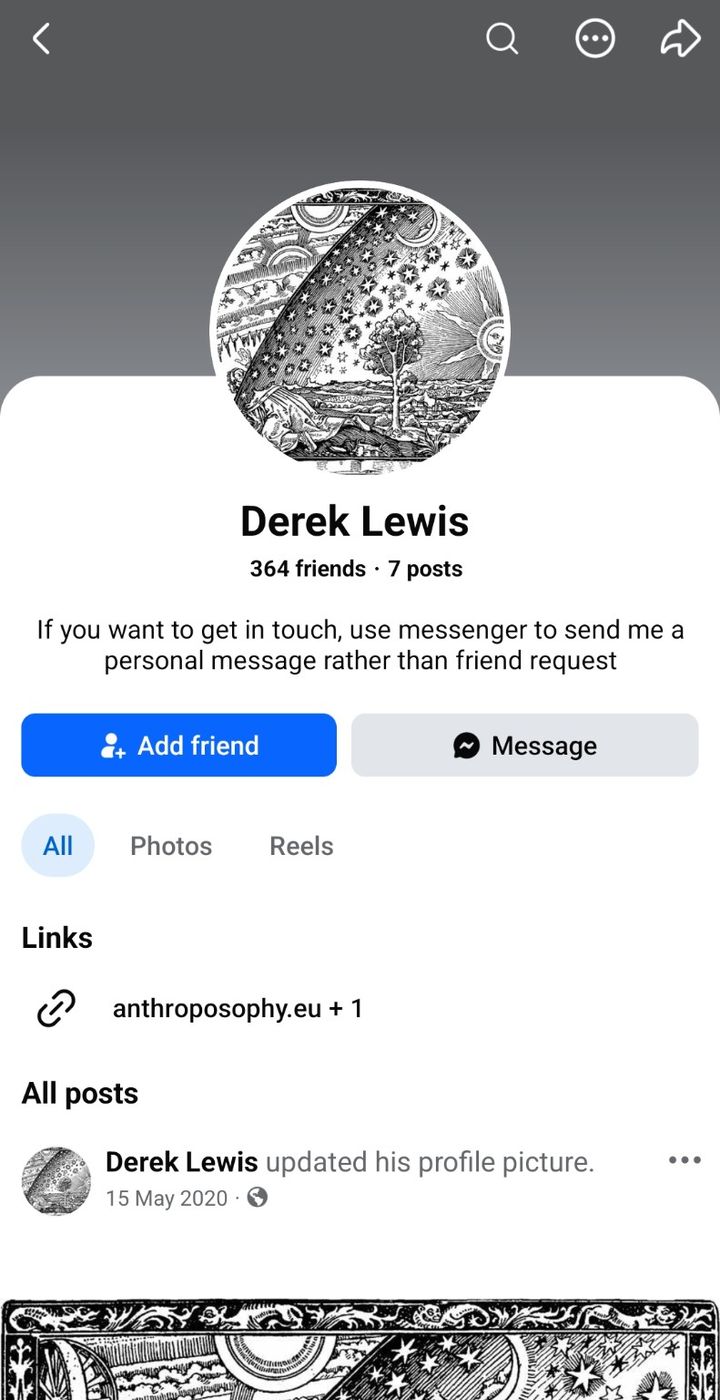 Derek Lewis
364 friends · 7 posts
If you want to get in touch, use messenger to send me a
personal message rather than friend request
Add friend
Message
All
Photos
Reels
Links
anthroposophy.eu + 1
All posts
Derek Lewis updated his profile picture.
15 May 2020 ·